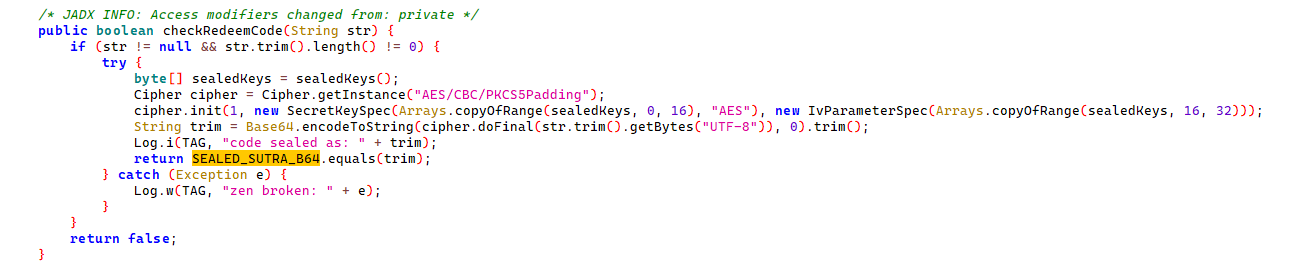 /* JADX INFO: Access modifiers changed from: private */
public boolean checkRedeemCode(String str) {
    if (str != null && str.trim().length() != 0) {
        try {
            byte[] sealedKeys = sealedKeys();
            Cipher cipher = Cipher.getInstance("AES/CBC/PKCS5Padding");
            cipher.init(1, new SecretKeySpec(Arrays.copyOfRange(sealedKeys, 0, 16), "AES"), new IvParameterSpec(Arrays.copyOfRange(sealedKeys, 16, 32)));
            String trim = Base64.encodeToString(cipher.doFinal(str.trim().getBytes("UTF-8")), 0).trim();
            Log.i(TAG, "code sealed as: " + trim);
            return SEALED_SUTRA_B64.equals(trim);
        } catch (Exception e) {
            Log.w(TAG, "zen broken: " + e);
        }
    }
    return false;
}